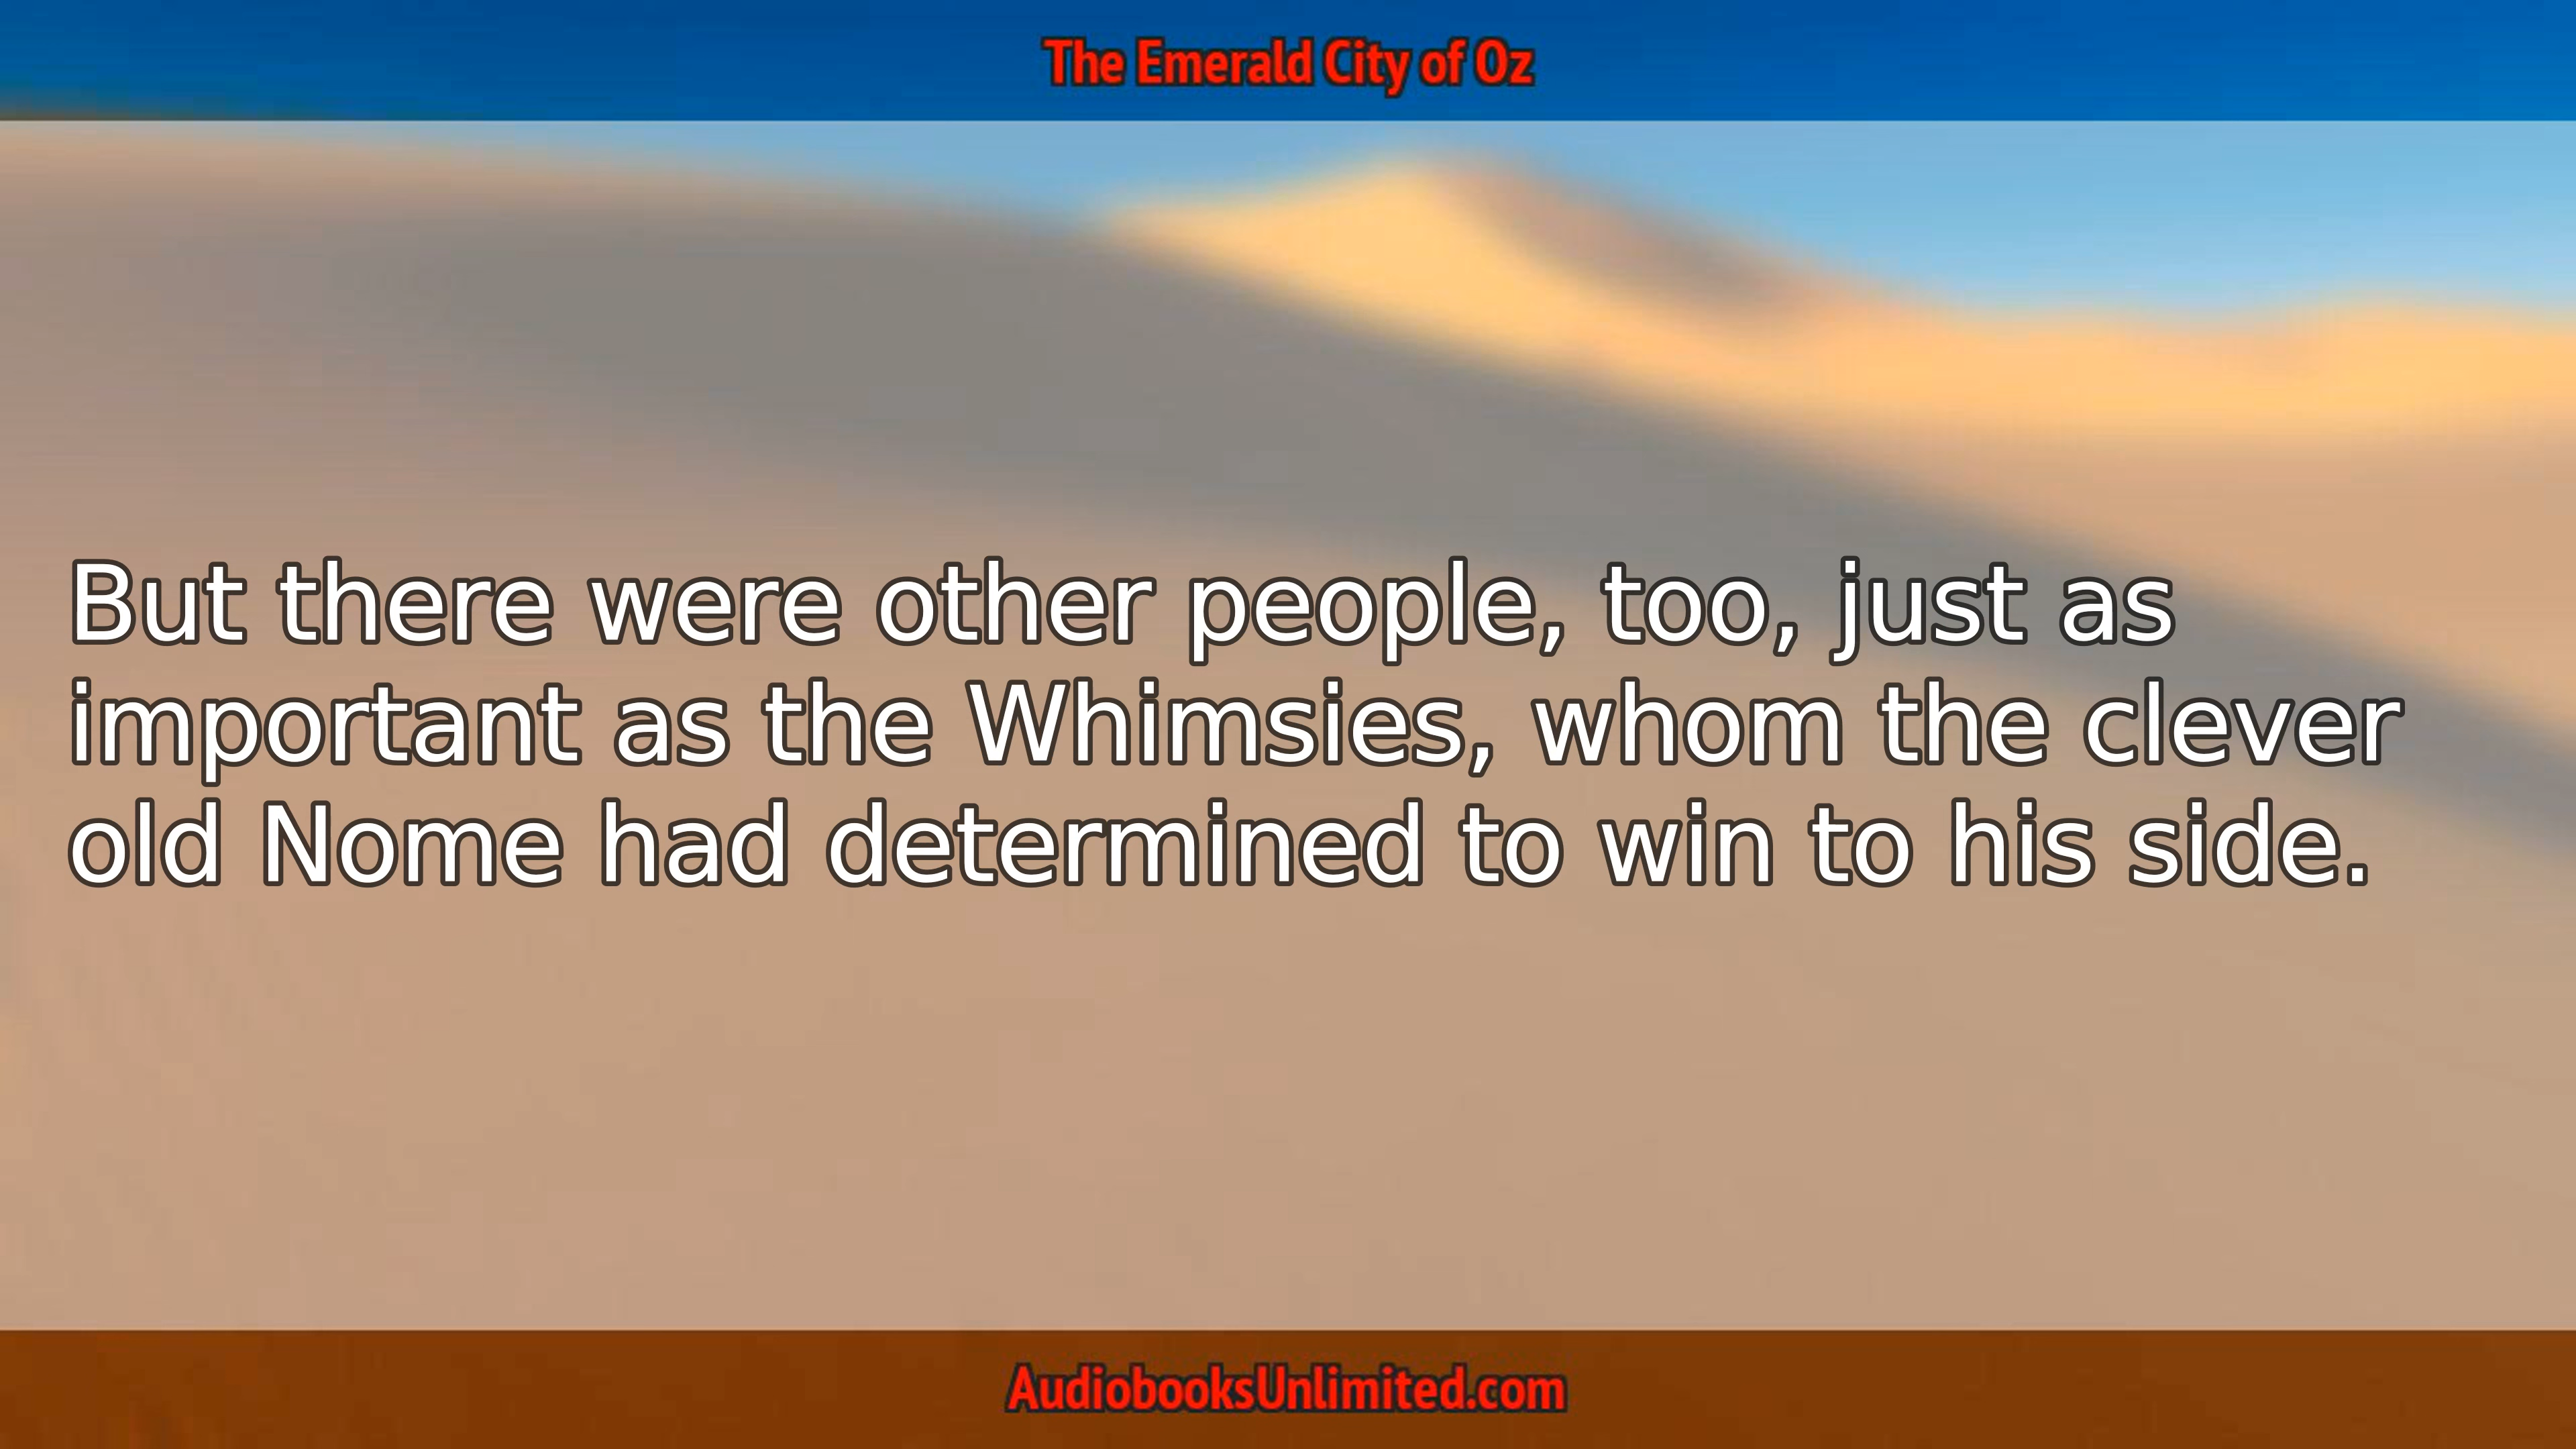 The Emerald City of Oz
But there were other people, too, just as
important as the Whimsies, whom the clever
old Nome had determined to win to his side.
AudiobooksUnlimited.com